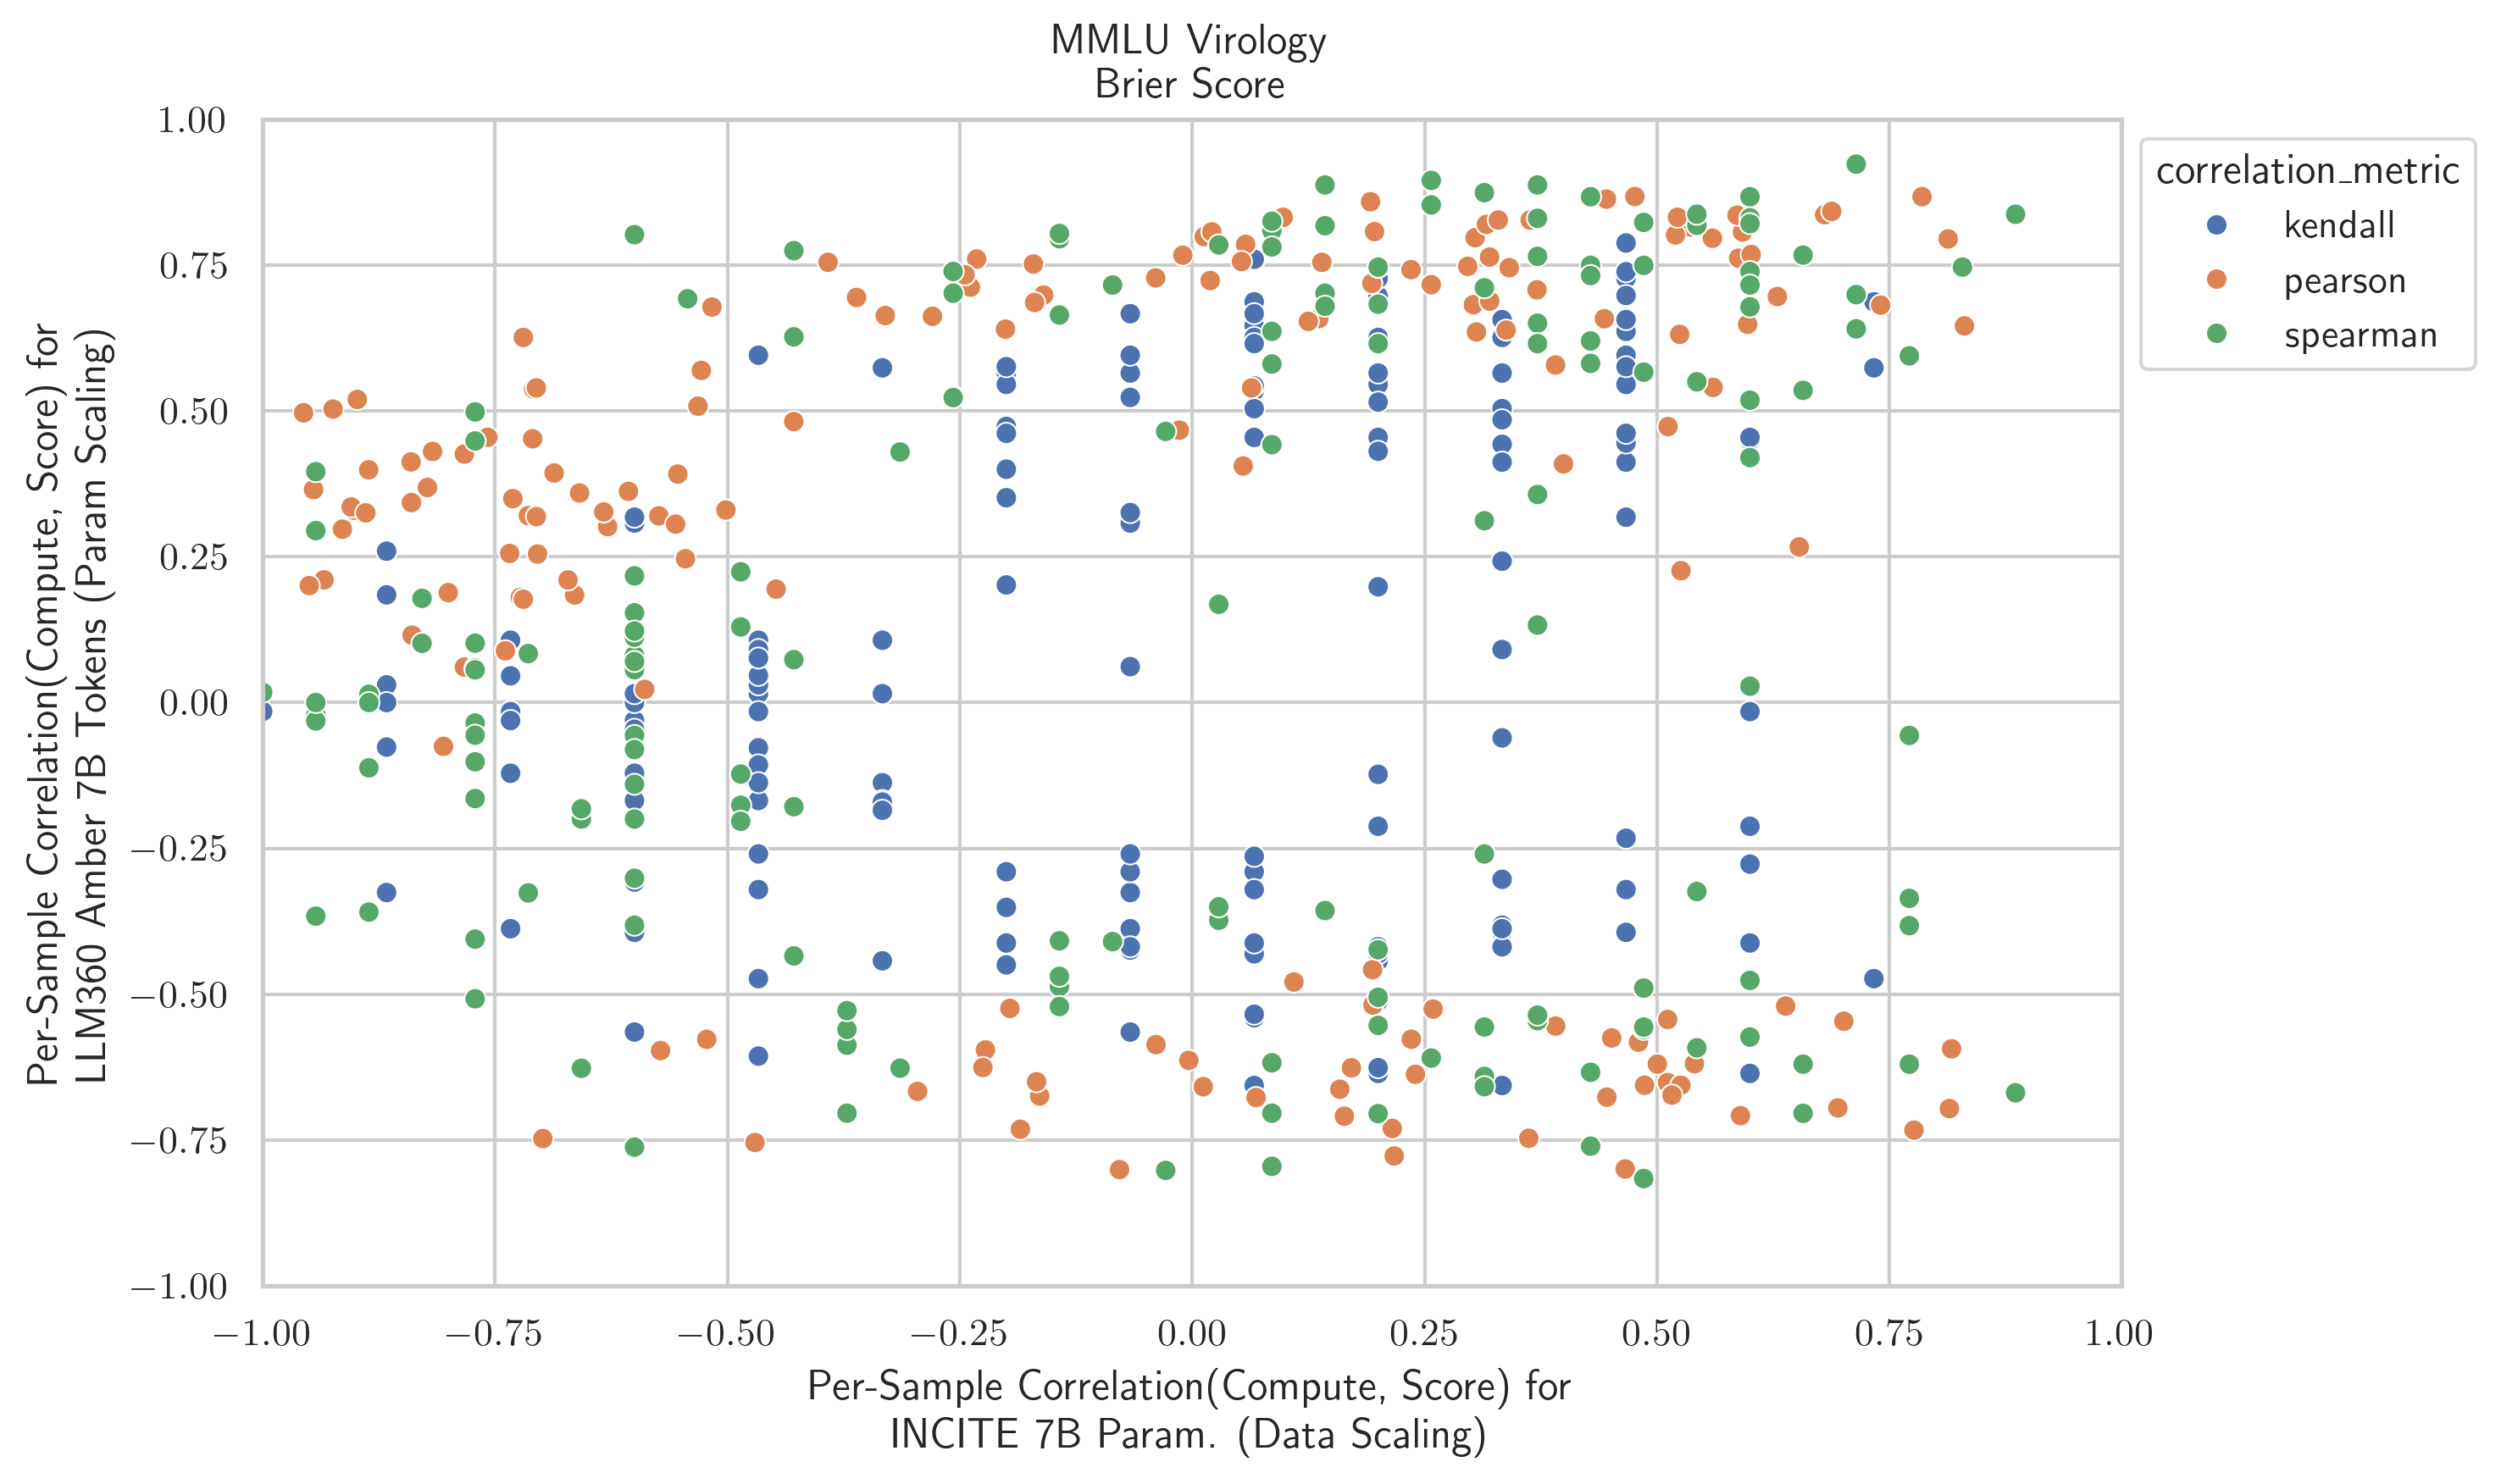 MMLU Virology
Brier Score
Per-Sample Correlation(Compute, Score) for
LLM360 Amber 7B Tokens (Param Scaling)
1.00
0.75
0.50
0.25
0.00
−0.25
−0.50
−0.75
−1.00
correlation_metric
kendall
pearson
spearman
−1.00 −0.75 −0.50 −0.25 0.00 0.25 0.50 0.75 1.00
Per-Sample Correlation(Compute, Score) for
INCITE 7B Param. (Data Scaling)